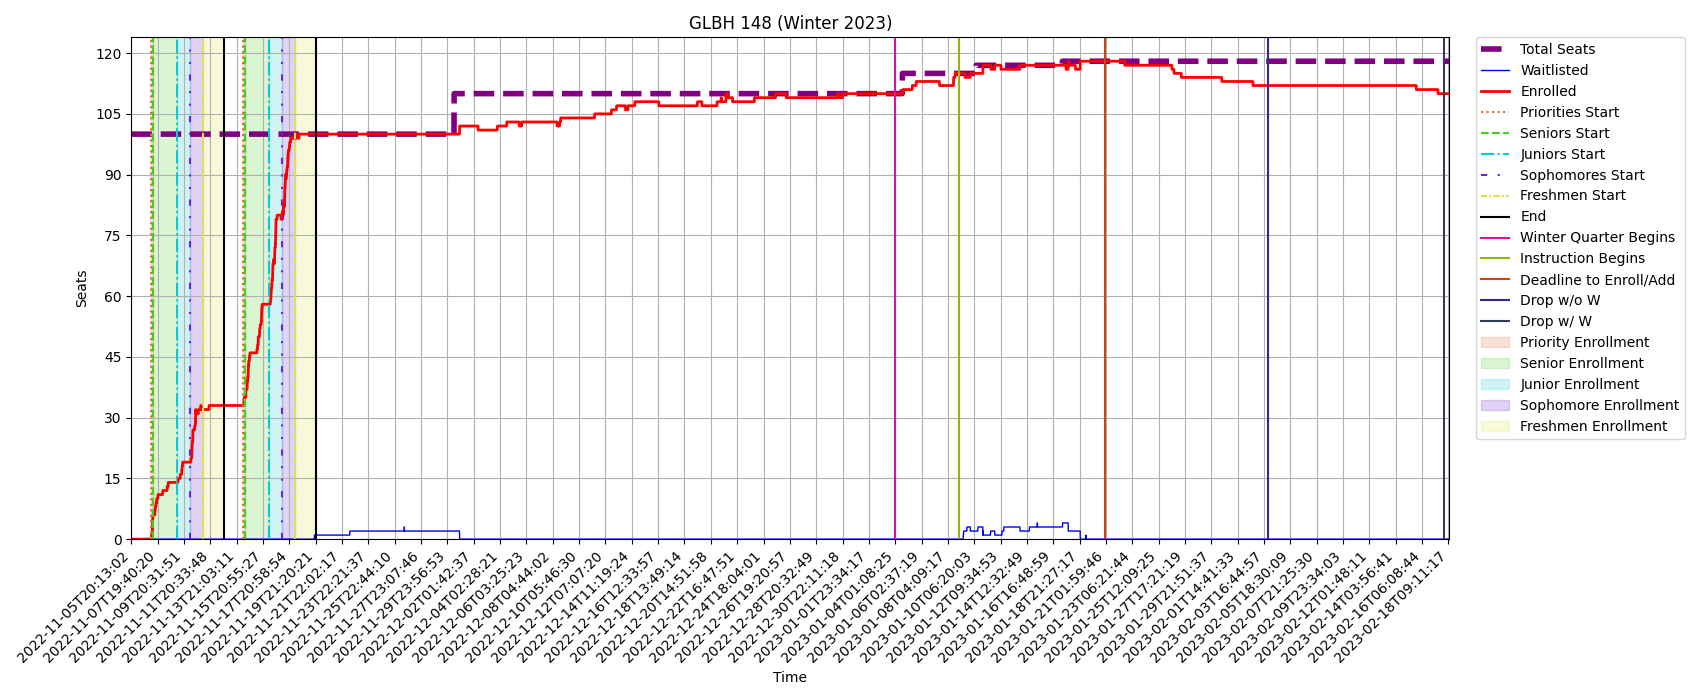 GLBH 148 (Winter 2023)
Seats
120
105
90
75
60
45
30
15
0
2022-11-05T20:13:02
2022-11-07T19:40:20
2022-11-09T20:31:51
2022-11-11T20:33:48
2022-11-13T21:03:11
2022-11-15T20:55:27
2022-11-17T20:58:54
2022-11-19T21:20:21
2022-11-21T22:02:17
2022-11-23T22:21:37
2022-11-25T22:44:10
2022-11-27T23:07:46
2022-11-29T23:56:53
2022-12-02T01:42:37
2022-12-04T02:28:21
2022-12-06T03:25:23
2022-12-08T04:44:02
2022-12-10T05:46:30
2022-12-12T07:07:20
2022-12-14T11:19:24
2022-12-16T12:33:57
2022-12-18T13:49:14
2022-12-20T14:51:58
2022-12-22T16:47:51
2022-12-24T18:04:01
2022-12-26T19:20:57
2022-12-28T20:32:49
2022-12-30T22:11:18
2023-01-01T23:34:17
2023-01-04T01:08:25
2023-01-06T02:37:19
2023-01-08T04:09:17
2023-01-10T06:20:03
2023-01-12T09:34:53
2023-01-14T12:32:49
2023-01-16T16:48:59
2023-01-18T21:27:17
2023-01-21T01:59:46
2023-01-23T06:21:44
2023-01-25T12:09:25
2023-01-27T17:21:19
2023-01-29T21:51:37
2023-02-01T14:41:33
2023-02-03T16:44:57
2023-02-05T18:30:09
2023-02-07T21:25:30
2023-02-09T23:34:03
2023-02-12T01:48:11
2023-02-14T03:56:41
2023-02-16T06:08:44
2023-02-18T09:11:17
Time
Total Seats
Waitlisted
Enrolled
Priorities Start
Seniors Start
Juniors Start
Sophomores Start
Freshmen Start
End
Winter Quarter Begins
Instruction Begins
Deadline to Enroll/Add
Drop w/o W
Drop w/ W
Priority Enrollment
Senior Enrollment
Junior Enrollment
Sophomore Enrollment
Freshmen Enrollment